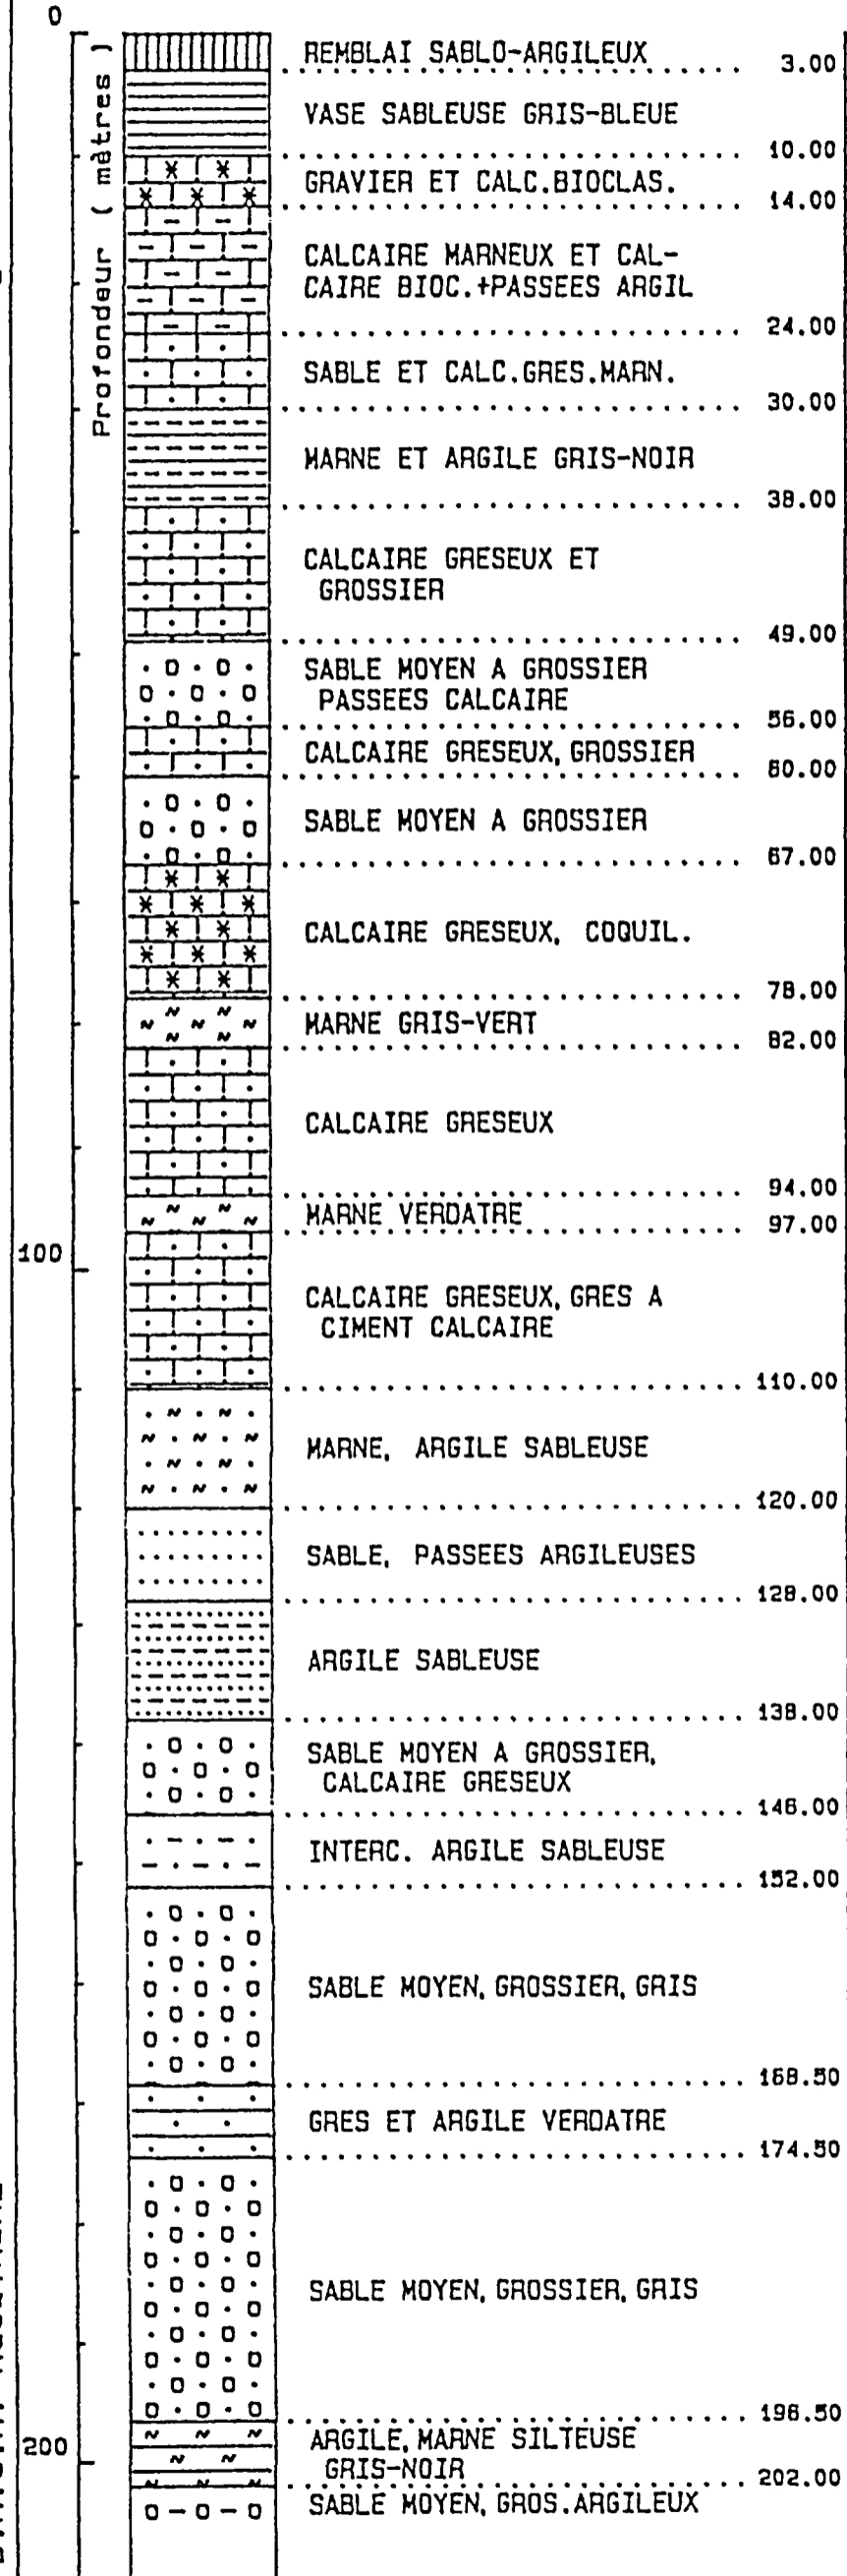 0
Profondeur ( mètres )
REMBLAI SABLO-ARGILEUX
3.00
VASE SABLEUSE GRIS-BLEUE
10.00
GRAVIER ET CALC.BIOCLAS.
14.00
CALCAIRE MARNEUX ET CAL-
CAIRE BIOC.+PASSEES ARGIL
24.00
SABLE ET CALC.GRES.MARN.
30.00
MARNE ET ARGILE GRIS-NOIR
38.00
CALCAIRE GRESEUX ET
GROSSIER
49.00
SABLE MOYEN A GROSSIER
PASSEES CALCAIRE
56.00
CALCAIRE GRESEUX, GROSSIER
60.00
SABLE MOYEN A GROSSIER
67.00
CALCAIRE GRESEUX, COQUIL.
78.00
MARNE GRIS-VERT
82.00
CALCAIRE GRESEUX
94.00
MARNE VERDATRE
97.00
100
CALCAIRE GRESEUX, GRES A
CIMENT CALCAIRE
110.00
MARNE, ARGILE SABLEUSE
120.00
SABLE, PASSEES ARGILEUSES
128.00
ARGILE SABLEUSE
138.00
SABLE MOYEN A GROSSIER,
CALCAIRE GRESEUX
146.00
INTERC. ARGILE SABLEUSE
152.00
SABLE MOYEN, GROSSIER, GRIS
168.50
GRES ET ARGILE VERDATRE
174.50
SABLE MOYEN, GROSSIER, GRIS
196.50
ARGILE, MARNE SILTEUSE
GRIS-NOIR
200
202.00
SABLE MOYEN, GROS.ARGILEUX